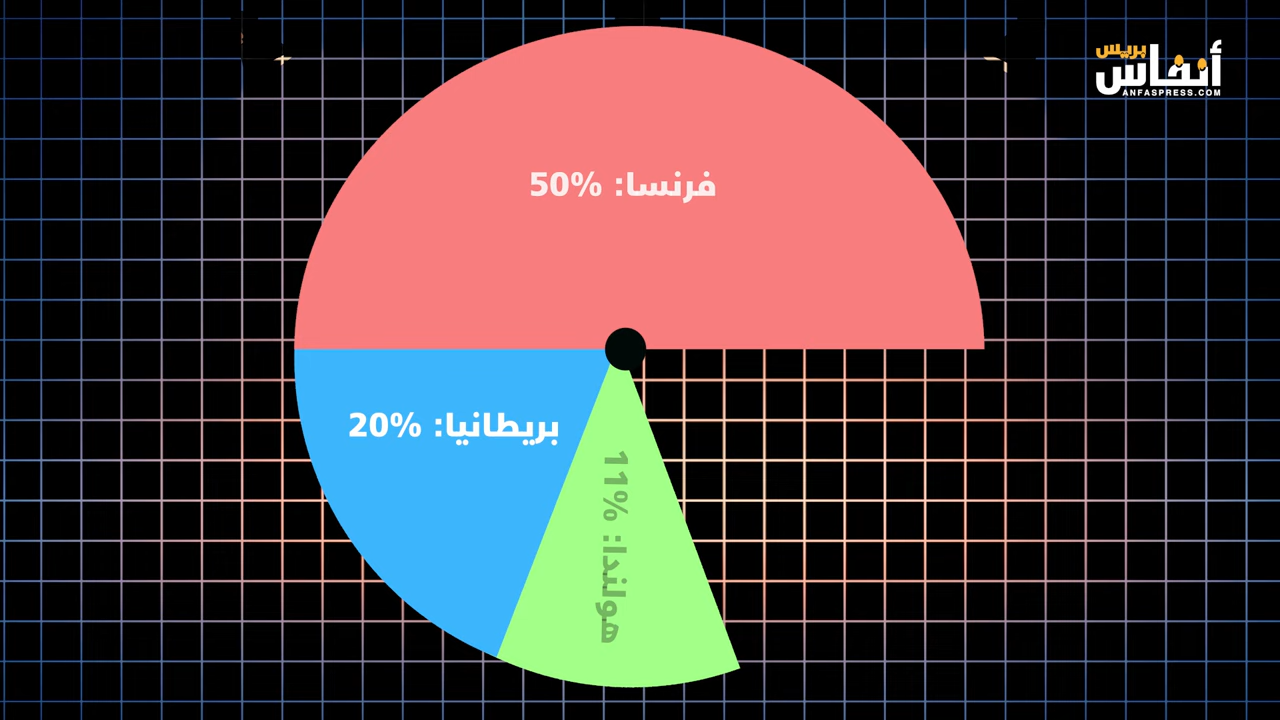 أنفاس بريس
ANFASPRESS.COM
فرنسا: 50%
بريطانيا: 20%
هولندا: 11%